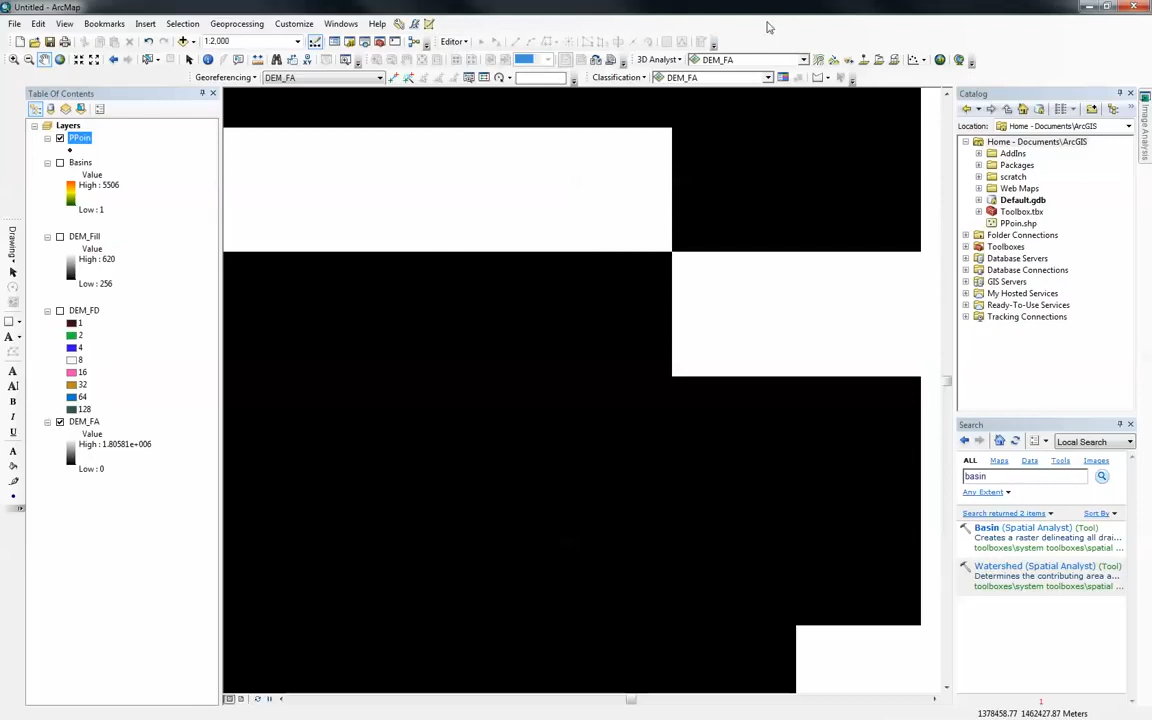 Untitled - ArcMap
File Edit View Bookmarks Insert Selection Geoprocessing Customize Windows Help
1:2,000 Editor
3D Analyst DEM_FA
Georeferencing DEM_FA Classification DEM_FA
Table Of Contents
Layers
PPoin
Basins
Value
High : 5506
Low : 1
DEM_Fill
Value
High : 620
Low : 256
DEM_FD
1
2
4
8
16
32
64
128
DEM_FA
Value
High : 1.80581e+006
Low : 0
Drawing
A
A
B
I
U
A
Catalog
Location: Home - Documents\ArcGIS
Home - Documents\ArcGIS
AddIns
Packages
scratch
Web Maps
Default.gdb
Toolbox.tbx
PPoin.shp
Folder Connections
Toolboxes
Database Servers
Database Connections
GIS Servers
My Hosted Services
Ready-To-Use Services
Tracking Connections
Image Analysis
Search
Local Search
ALL Maps Data Tools Images
basin
Any Extent
Search returned 2 items Sort By
Basin (Spatial Analyst) (Tool)
Creates a raster delineating all drai...
toolboxes\system toolboxes\spatial ...
Watershed (Spatial Analyst) (Tool)
Determines the contributing area a...
toolboxes\system toolboxes\spatial ...
1
1378458.77 1462427.87 Meters